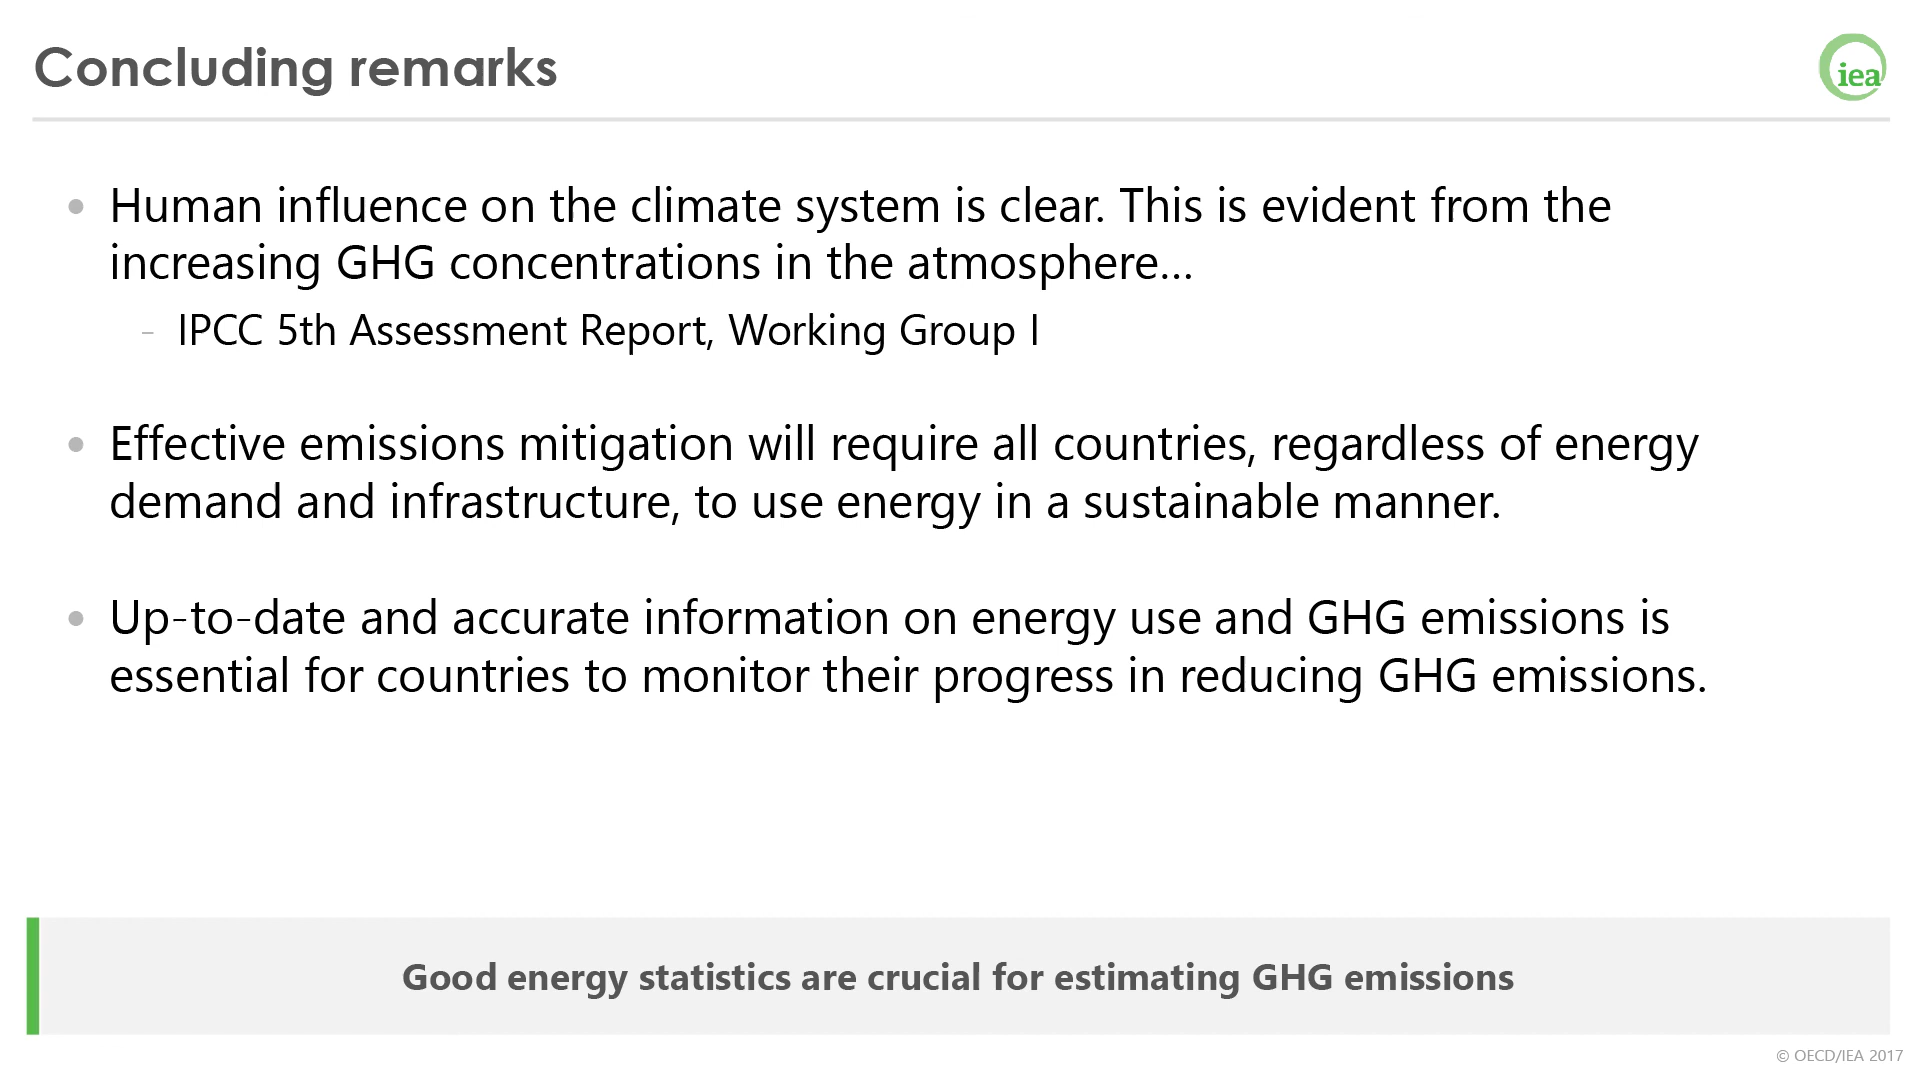 Concluding remarks
iea
• Human influence on the climate system is clear. This is evident from the
increasing GHG concentrations in the atmosphere...
- IPCC 5th Assessment Report, Working Group I
• Effective emissions mitigation will require all countries, regardless of energy
demand and infrastructure, to use energy in a sustainable manner.
• Up-to-date and accurate information on energy use and GHG emissions is
essential for countries to monitor their progress in reducing GHG emissions.
Good energy statistics are crucial for estimating GHG emissions
© OECD/IEA 2017